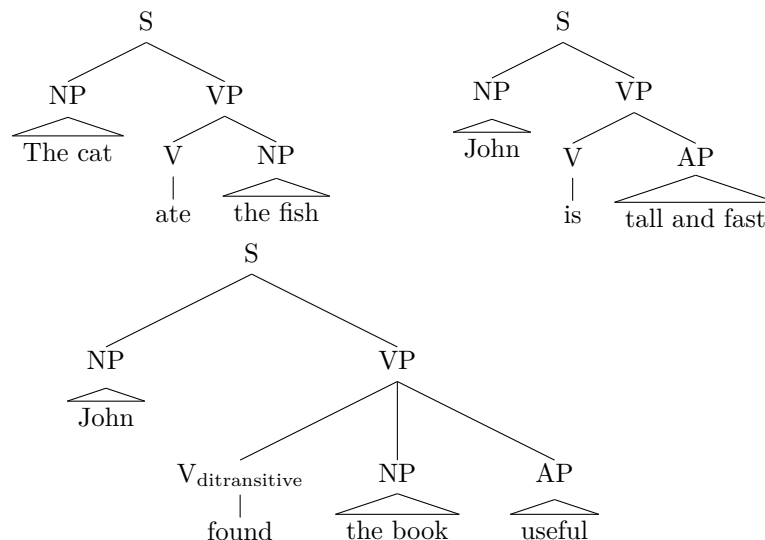 S S
NP VP NP VP
The cat V NP John V AP
ate the fish is tall and fast
S
NP VP
John
V_ditransitive NP AP
found the book useful